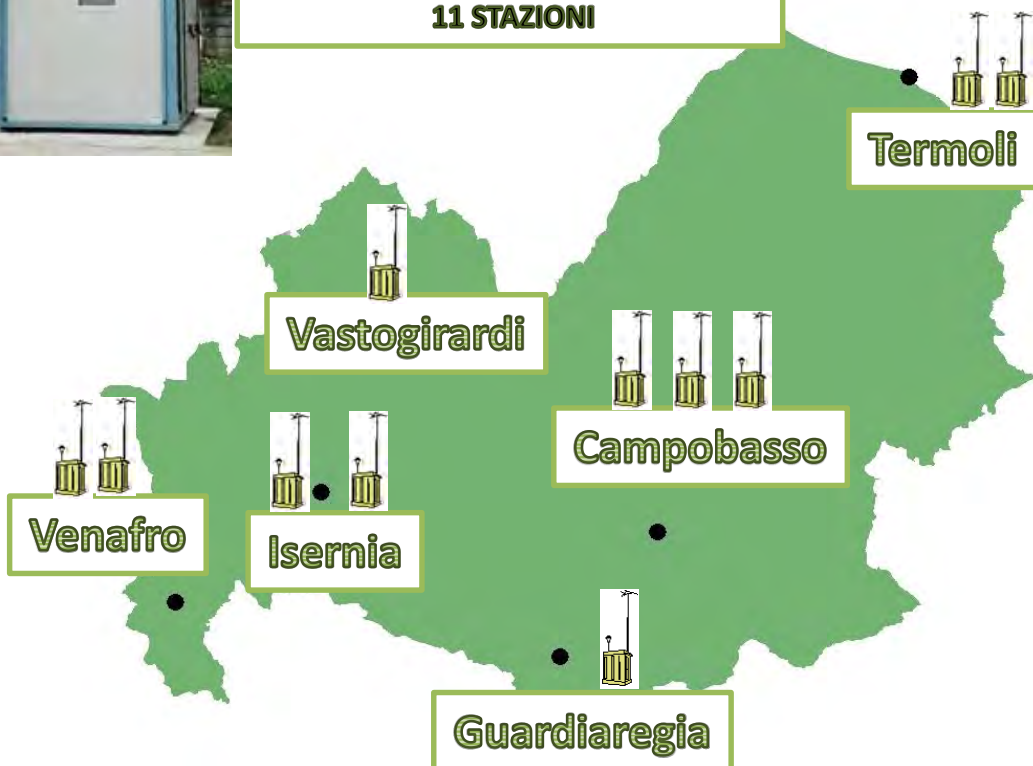 11 STAZIONI
Termoli
Vastogirardi
Campobasso
Venafro
Isernia
Guardiaregia